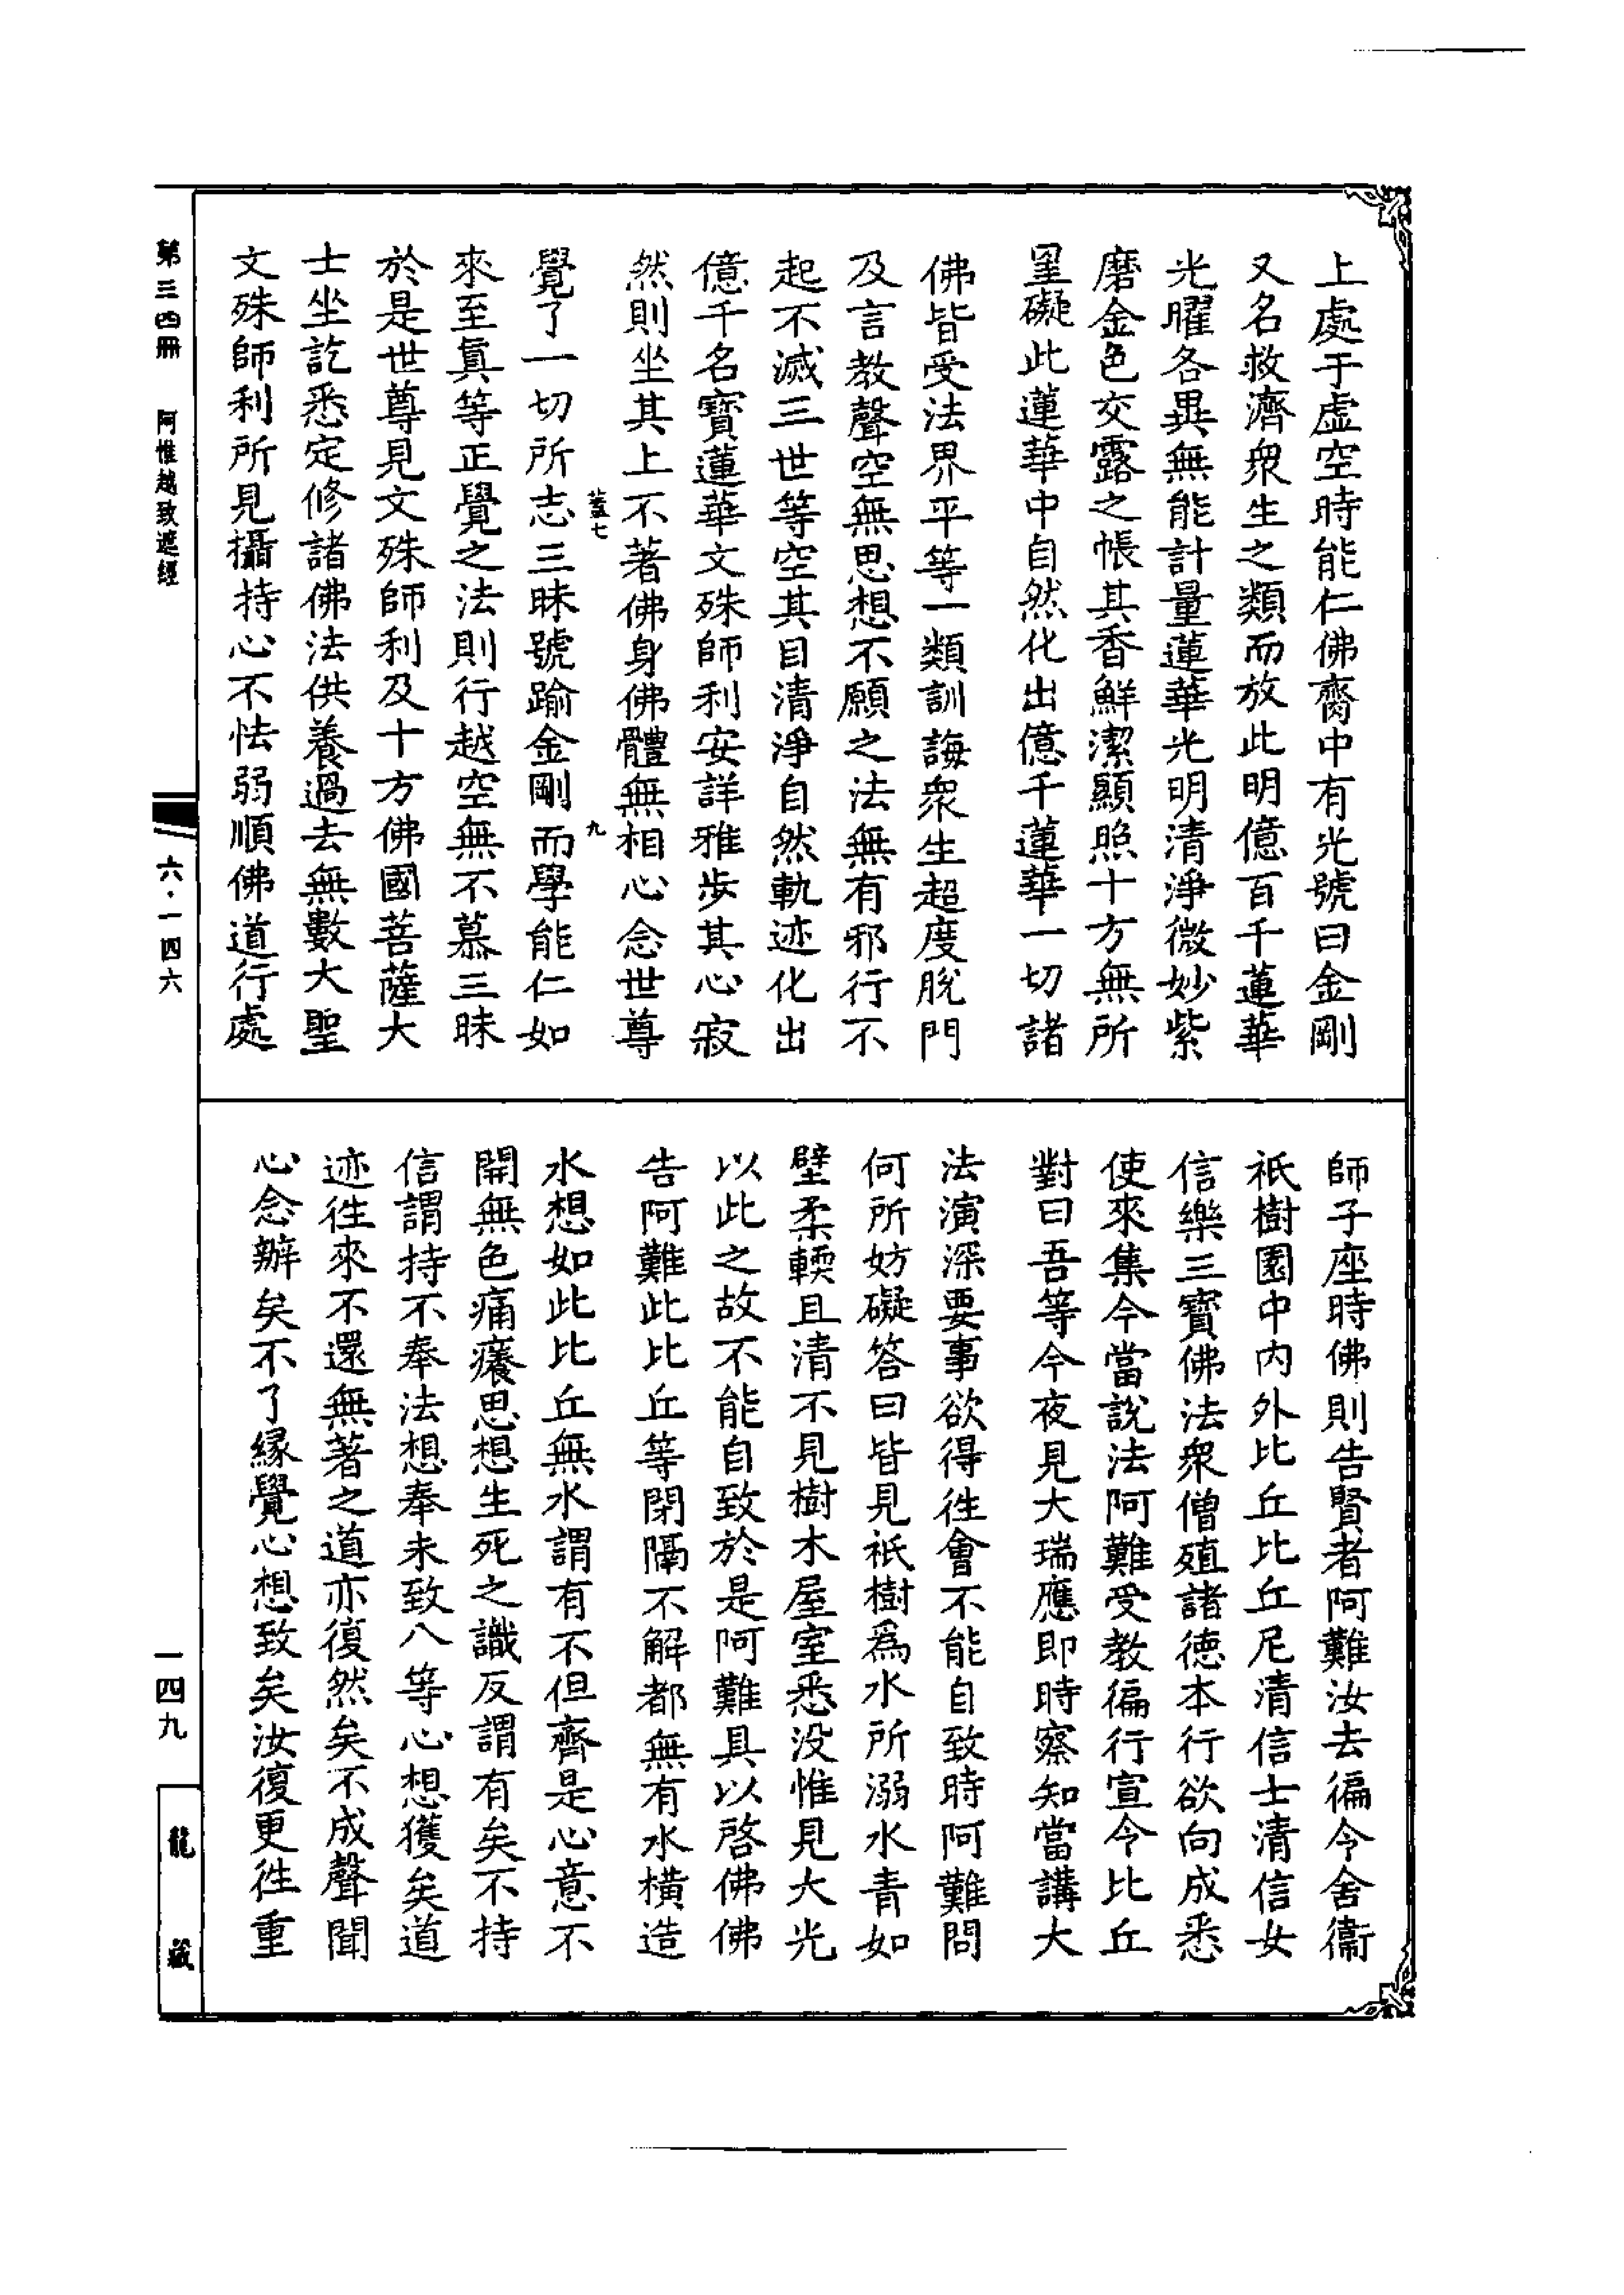 上處于虛空時能仁佛齎中有光號曰金剛
又名救濟衆生之類而放此明億百千蓮華
光曜各異無能計量蓮華光明清淨微妙紫
磨金色交露之帳其香鮮潔顯照十方無所
罣礙此蓮華中自然化出億千蓮華一切諸
佛皆受法界平等一類訓誨衆生超度脫門
及言教聲空無思想不願之法無有邪行不
起不滅三世等空其目清淨自然軌迹化出
億千名寶蓮華文殊師利安詳雅步其心寂
然則坐其上不著佛身佛體無相心念世尊
葢七
九
覺了一切所志三昧號踰金剛而學能仁如
來至真等正覺之法則行越空無不慕三昧
於是世尊見文殊師利及十方佛國菩薩大
士坐訖悉定修諸佛法供養過去無數大聖
文殊師利所見攝持心不怯弱順佛道行處
師子座時佛則告賢者阿難汝去徧令舍衞
祇樹園中內外比丘比丘尼清信士清信女
信樂三寶佛法衆僧殖諸德本行欲向成悉
使來集今當說法阿難受教徧行宣令比丘
對曰吾等今夜見大瑞應即時察知當講大
法演深要事欲得徃會不能自致時阿難問
何所妨礙答曰皆見祇樹爲水所溺水青如
壁柔輭且清不見樹木屋室悉没惟見大光
以此之故不能自致於是阿難具以啓佛佛
告阿難此比丘等閉隔不解都無有水橫造
水想如此比丘無水謂有不但齊是心意不
開無色痛癢思想生死之識反謂有矣不持
信謂持不奉法想奉未致八等心想獲矣道
迹徃來不還無著之道亦復然矣不成聲聞
心念辦矣不了緣覺心想致矣汝復更徃重
第三四冊 阿惟越致遮經
六·一四六
一四九
龍藏